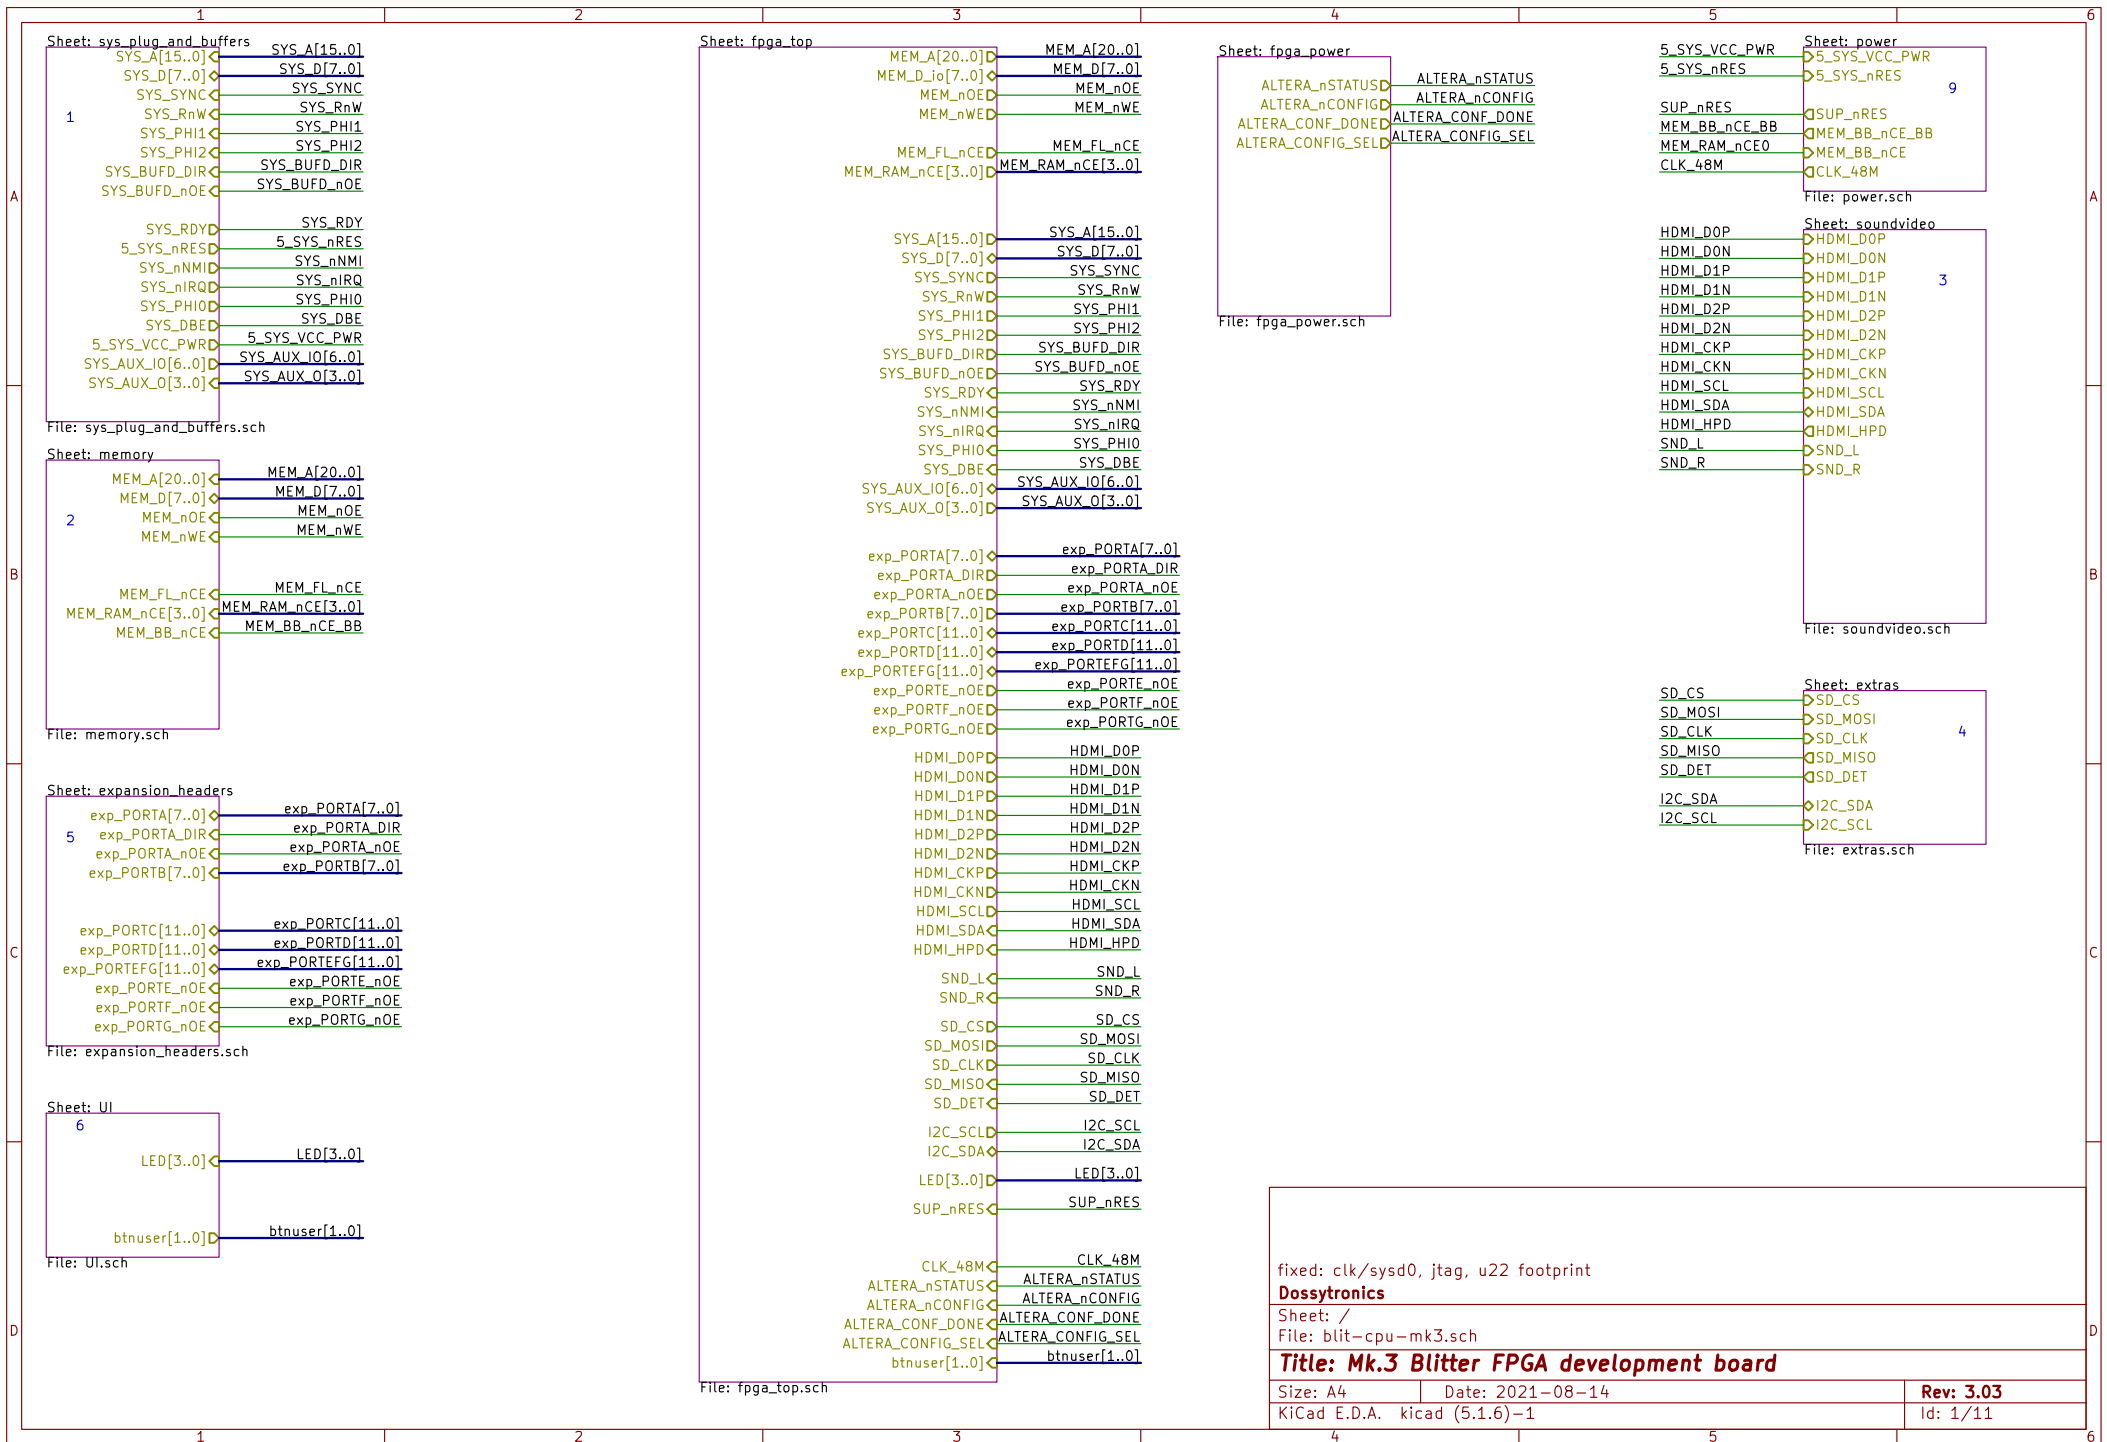 1 2 3 4 5 6
Sheet: sys_plug_and_buffers
SYS_A[15..0] SYS_A[15..0]
SYS_D[7..0] SYS_D[7..0]
SYS_SYNC SYS_SYNC
SYS_RnW SYS_RnW
1
SYS_PHI1 SYS_PHI1
SYS_PHI2 SYS_PHI2
SYS_BUFD_DIR SYS_BUFD_DIR
SYS_BUFD_nOE SYS_BUFD_nOE
SYS_RDY SYS_RDY
5_SYS_nRES 5_SYS_nRES
SYS_nNMI SYS_nNMI
SYS_nIRQ SYS_nIRQ
SYS_PHI0 SYS_PHI0
SYS_DBE SYS_DBE
5_SYS_VCC_PWR 5_SYS_VCC_PWR
SYS_AUX_IO[6..0] SYS_AUX_IO[6..0]
SYS_AUX_O[3..0] SYS_AUX_O[3..0]
File: sys_plug_and_buffers.sch
Sheet: memory
MEM_A[20..0] MEM_A[20..0]
MEM_D[7..0] MEM_D[7..0]
2
MEM_nOE MEM_nOE
MEM_nWE MEM_nWE
MEM_FL_nCE MEM_FL_nCE
MEM_RAM_nCE[3..0] MEM_RAM_nCE[3..0]
MEM_BB_nCE MEM_BB_nCE_BB
File: memory.sch
Sheet: expansion_headers
exp_PORTA[7..0] exp_PORTA[7..0]
5
exp_PORTA_DIR exp_PORTA_DIR
exp_PORTA_nOE exp_PORTA_nOE
exp_PORTB[7..0] exp_PORTB[7..0]
exp_PORTC[11..0] exp_PORTC[11..0]
exp_PORTD[11..0] exp_PORTD[11..0]
exp_PORTEFG[11..0] exp_PORTEFG[11..0]
exp_PORTE_nOE exp_PORTE_nOE
exp_PORTF_nOE exp_PORTF_nOE
exp_PORTG_nOE exp_PORTG_nOE
File: expansion_headers.sch
Sheet: UI
6
LED[3..0] LED[3..0]
btnuser[1..0] btnuser[1..0]
File: UI.sch
Sheet: fpga_top
MEM_A[20..0] MEM_A[20..0]
MEM_D_io[7..0] MEM_D[7..0]
MEM_nOE MEM_nOE
MEM_nWE MEM_nWE
MEM_FL_nCE MEM_FL_nCE
MEM_RAM_nCE[3..0] MEM_RAM_nCE[3..0]
SYS_A[15..0] SYS_A[15..0]
SYS_D[7..0] SYS_D[7..0]
SYS_SYNC SYS_SYNC
SYS_RnW SYS_RnW
SYS_PHI1 SYS_PHI1
SYS_PHI2 SYS_PHI2
SYS_BUFD_DIR SYS_BUFD_DIR
SYS_BUFD_nOE SYS_BUFD_nOE
SYS_RDY SYS_RDY
SYS_nNMI SYS_nNMI
SYS_nIRQ SYS_nIRQ
SYS_PHI0 SYS_PHI0
SYS_DBE SYS_DBE
SYS_AUX_IO[6..0] SYS_AUX_IO[6..0]
SYS_AUX_O[3..0] SYS_AUX_O[3..0]
exp_PORTA[7..0] exp_PORTA[7..0]
exp_PORTA_DIR exp_PORTA_DIR
exp_PORTA_nOE exp_PORTA_nOE
exp_PORTB[7..0] exp_PORTB[7..0]
exp_PORTC[11..0] exp_PORTC[11..0]
exp_PORTD[11..0] exp_PORTD[11..0]
exp_PORTEFG[11..0] exp_PORTEFG[11..0]
exp_PORTE_nOE exp_PORTE_nOE
exp_PORTF_nOE exp_PORTF_nOE
exp_PORTG_nOE exp_PORTG_nOE
HDMI_D0P HDMI_D0P
HDMI_D0N HDMI_D0N
HDMI_D1P HDMI_D1P
HDMI_D1N HDMI_D1N
HDMI_D2P HDMI_D2P
HDMI_D2N HDMI_D2N
HDMI_CKP HDMI_CKP
HDMI_CKN HDMI_CKN
HDMI_SCL HDMI_SCL
HDMI_SDA HDMI_SDA
HDMI_HPD HDMI_HPD
SND_L SND_L
SND_R SND_R
SD_CS SD_CS
SD_MOSI SD_MOSI
SD_CLK SD_CLK
SD_MISO SD_MISO
SD_DET SD_DET
I2C_SCL I2C_SCL
I2C_SDA I2C_SDA
LED[3..0] LED[3..0]
SUP_nRES SUP_nRES
CLK_48M CLK_48M
ALTERA_nSTATUS ALTERA_nSTATUS
ALTERA_nCONFIG ALTERA_nCONFIG
ALTERA_CONF_DONE ALTERA_CONF_DONE
ALTERA_CONFIG_SEL ALTERA_CONFIG_SEL
btnuser[1..0] btnuser[1..0]
File: fpga_top.sch
Sheet: fpga_power
ALTERA_nSTATUS ALTERA_nSTATUS
ALTERA_nCONFIG ALTERA_nCONFIG
ALTERA_CONF_DONE ALTERA_CONF_DONE
ALTERA_CONFIG_SEL ALTERA_CONFIG_SEL
File: fpga_power.sch
Sheet: power
5_SYS_VCC_PWR 5_SYS_VCC_PWR
5_SYS_nRES 5_SYS_nRES
9
SUP_nRES SUP_nRES
MEM_BB_nCE_BB MEM_BB_nCE_BB
MEM_RAM_nCE0 MEM_BB_nCE
CLK_48M CLK_48M
File: power.sch
Sheet: soundvideo
HDMI_D0P HDMI_D0P
HDMI_D0N HDMI_D0N
HDMI_D1P HDMI_D1P
3
HDMI_D1N HDMI_D1N
HDMI_D2P HDMI_D2P
HDMI_D2N HDMI_D2N
HDMI_CKP HDMI_CKP
HDMI_CKN HDMI_CKN
HDMI_SCL HDMI_SCL
HDMI_SDA HDMI_SDA
HDMI_HPD HDMI_HPD
SND_L SND_L
SND_R SND_R
File: soundvideo.sch
Sheet: extras
SD_CS SD_CS
SD_MOSI SD_MOSI
4
SD_CLK SD_CLK
SD_MISO SD_MISO
SD_DET SD_DET
I2C_SDA I2C_SDA
I2C_SCL I2C_SCL
File: extras.sch
A A
B B
C C
D D
fixed: clk/sysd0, jtag, u22 footprint
Dossytronics
Sheet: /
File: blit-cpu-mk3.sch
Title: Mk.3 Blitter FPGA development board
Size: A4 Date: 2021-08-14 Rev: 3.03
KiCad E.D.A. kicad (5.1.6)-1 Id: 1/11
1 2 3 4 5 6